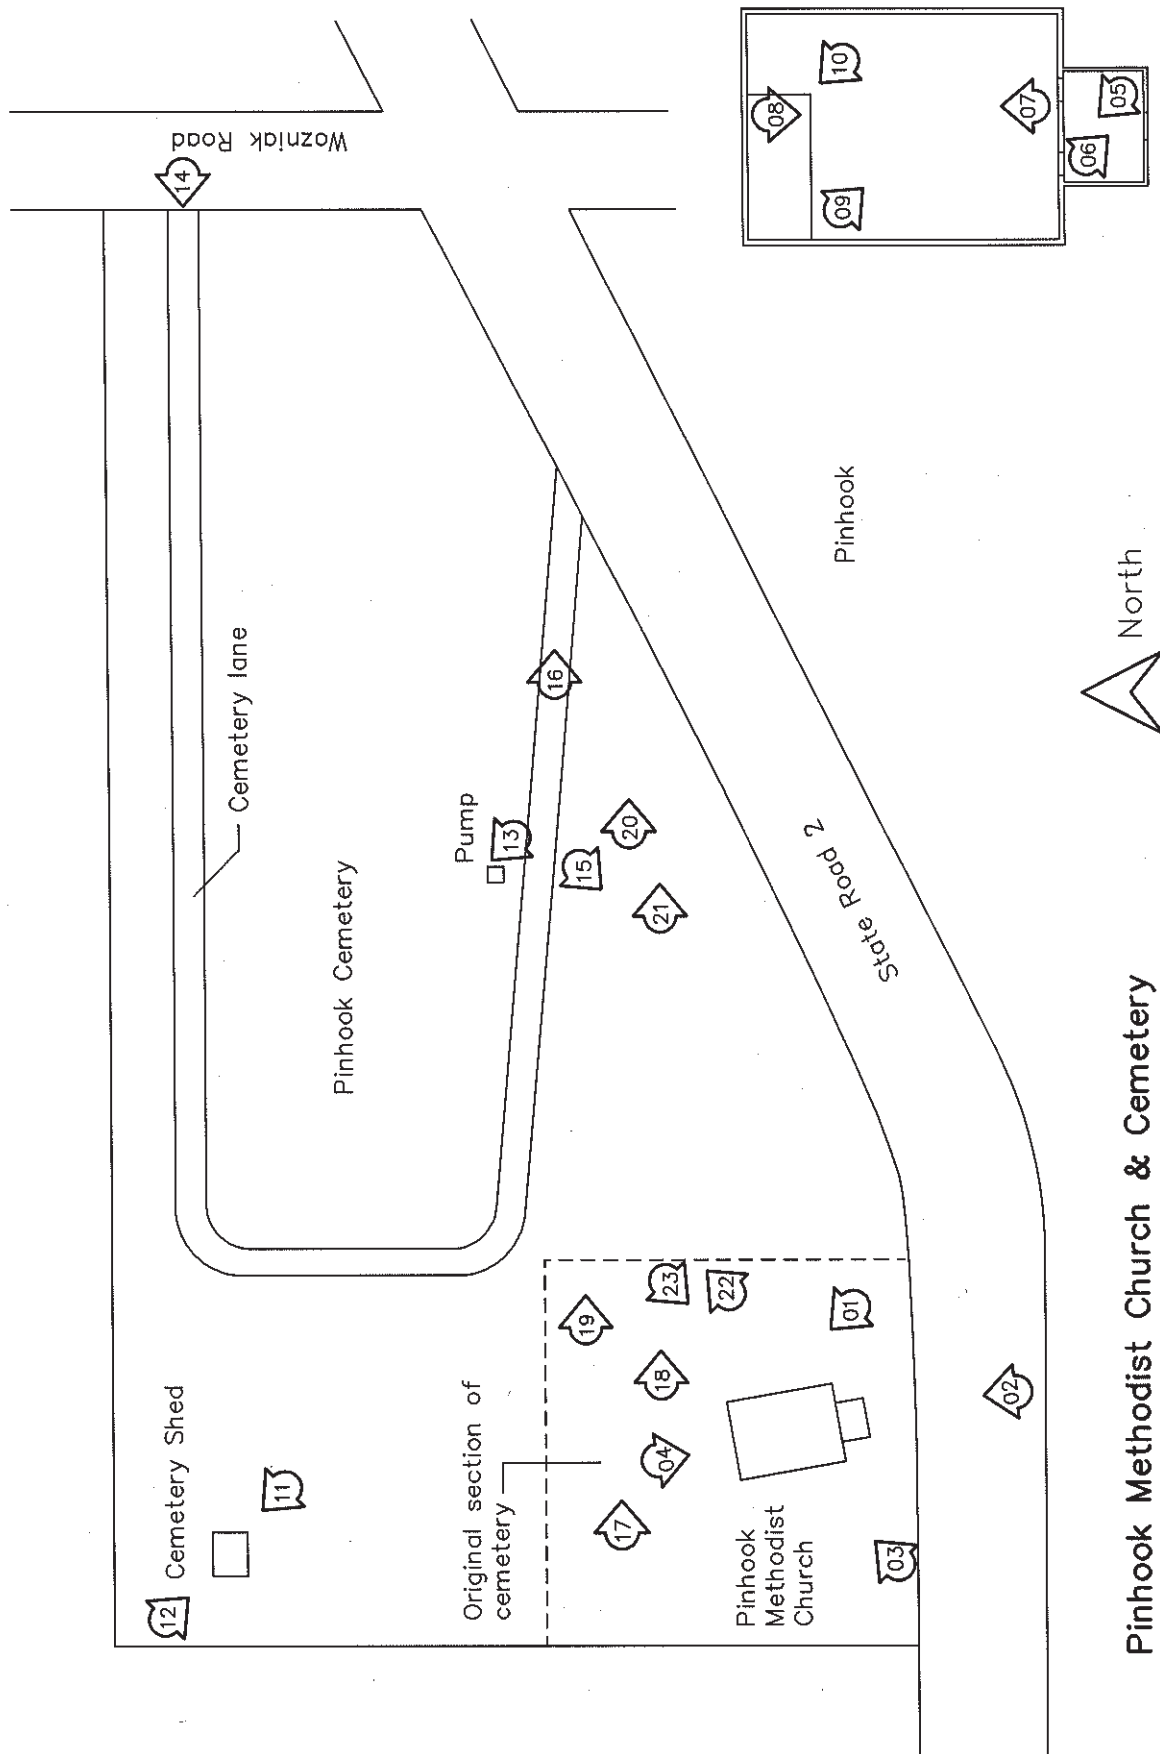 Wozniak Road
14
Cemetery lane
Cemetery Shed
12
11
Pinhook Cemetery
Pump
13
16
15
20
21
Original section of
cemetery
19
23
22
18
04
17
01
Pinhook
Methodist
Church
03
02
State Road 2
Pinhook
08
10
09
07
06
05
North
Pinhook Methodist Church & Cemetery